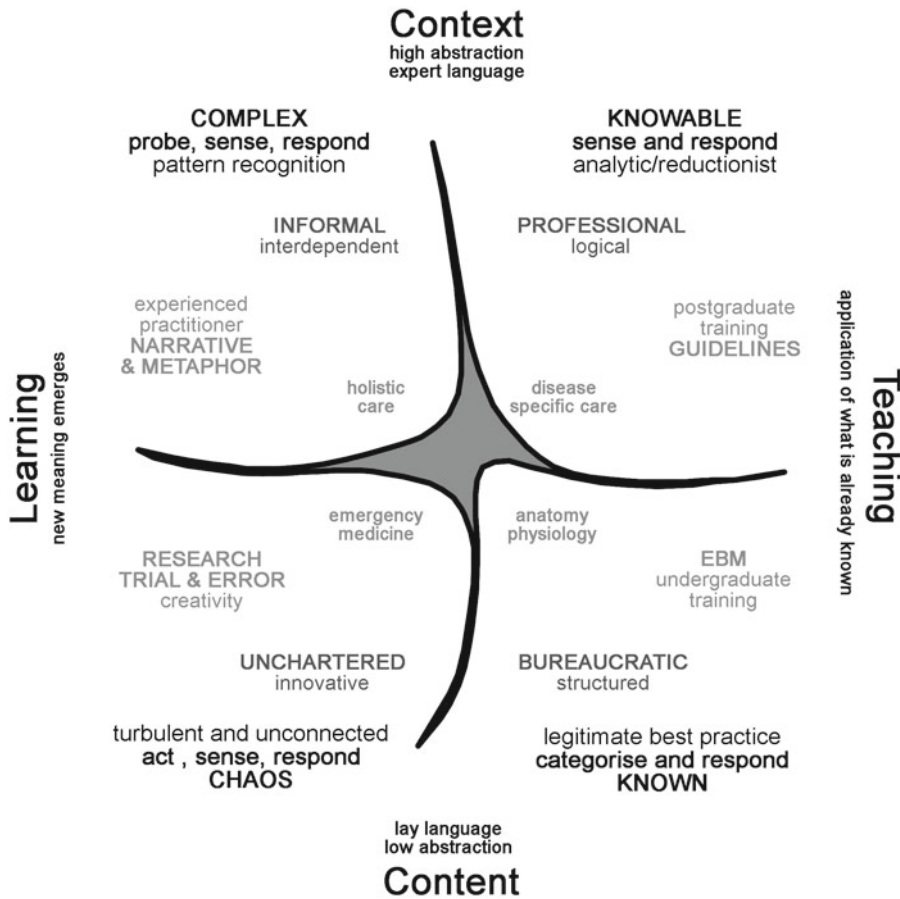 Context
high abstraction
expert language
COMPLEX
probe, sense, respond
pattern recognition
KNOWABLE
sense and respond
analytic/reductionist
INFORMAL
interdependent
PROFESSIONAL
logical
experienced
practitioner
NARRATIVE
& METAPHOR
postgraduate
training
GUIDELINES
holistic
care
disease
specific care
Learning
new meaning emerges
application of what is already known
Teaching
emergency
medicine
anatomy
physiology
RESEARCH
TRIAL & ERROR
creativity
EBM
undergraduate
training
UNCHARTERED
innovative
BUREAUCRATIC
structured
turbulent and unconnected
act , sense, respond
CHAOS
legitimate best practice
categorise and respond
KNOWN
lay language
low abstraction
Content